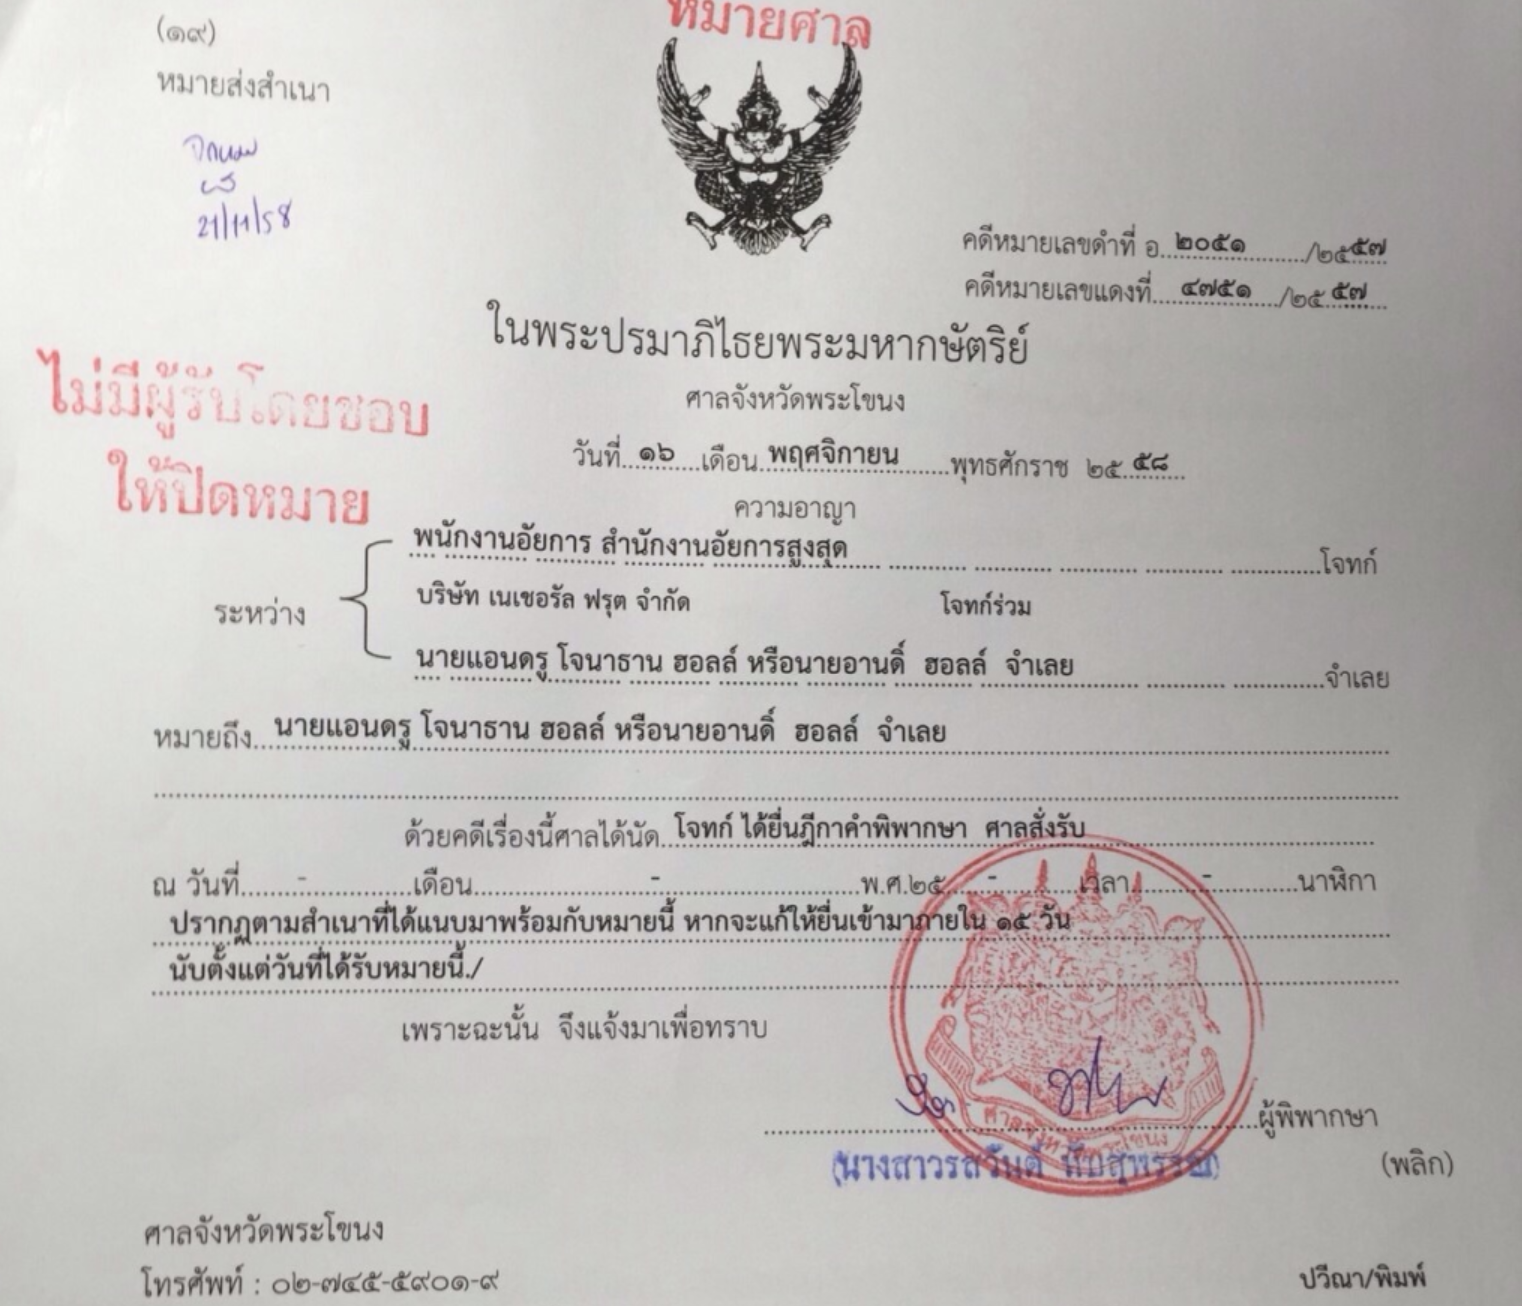 หมายศาล
(๑๙)
หมายส่งสำเนา
21/11/58
คดีหมายเลขดำที่ อ. ๒๐๕๑ /๒๕๕๗
คดีหมายเลขแดงที่ ๔๗๕๑ /๒๕๕๗
ในพระปรมาภิไธยพระมหากษัตริย์
ไม่มีผู้รับโดยชอบ
ให้ปิดหมาย
ศาลจังหวัดพระโขนง
วันที่ ๑๖ เดือน พฤศจิกายน พุทธศักราช ๒๕๕๘
ความอาญา
พนักงานอัยการ สำนักงานอัยการสูงสุด โจทก์
ระหว่าง บริษัท เนเชอรัล ฟรุต จำกัด โจทก์ร่วม
นายแอนดรู โจนาธาน ฮอลล์ หรือนายอานดิ์ ฮอลล์ จำเลย จำเลย
หมายถึง นายแอนดรู โจนาธาน ฮอลล์ หรือนายอานดิ์ ฮอลล์ จำเลย
ด้วยคดีเรื่องนี้ศาลได้นัด โจทก์ ได้ยื่นฎีกาคำพิพากษา ศาลสั่งรับ
ณ วันที่ - เดือน - พ.ศ.๒๕ - เวลา - นาฬิกา
ปรากฏตามสำเนาที่ได้แนบมาพร้อมกับหมายนี้ หากจะแก้ให้ยื่นเข้ามาภายใน ๑๕ วัน
นับตั้งแต่วันที่ได้รับหมายนี้./
เพราะฉะนั้น จึงแจ้งมาเพื่อทราบ
ผู้พิพากษา
ศาลจังหวัดพระโขนง
(นางสาวรสวันต์
(พลิก)
ศาลจังหวัดพระโขนง
โทรศัพท์ : ๐๒-๗๔๕-๕๙๐๑-๙
ปวีณา/พิมพ์